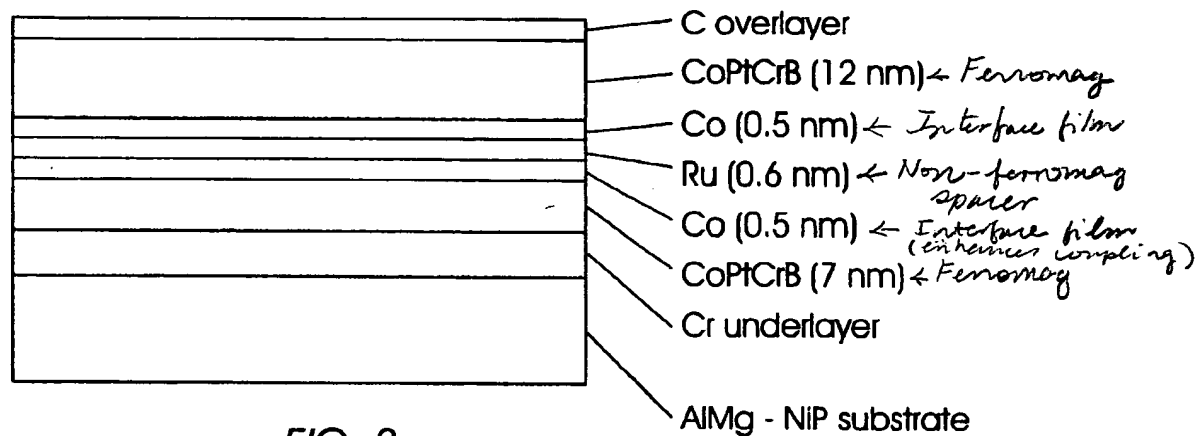 C overlayer
CoPtCrB (12 nm) ← Ferromag
Co (0.5 nm) ← Interface film
Ru (0.6 nm) ← Non-ferromag
spacer
Co (0.5 nm) ← Interface film
(enhances coupling)
CoPtCrB (7 nm) ← Ferromag
Cr underlayer
AlMg - NiP substrate